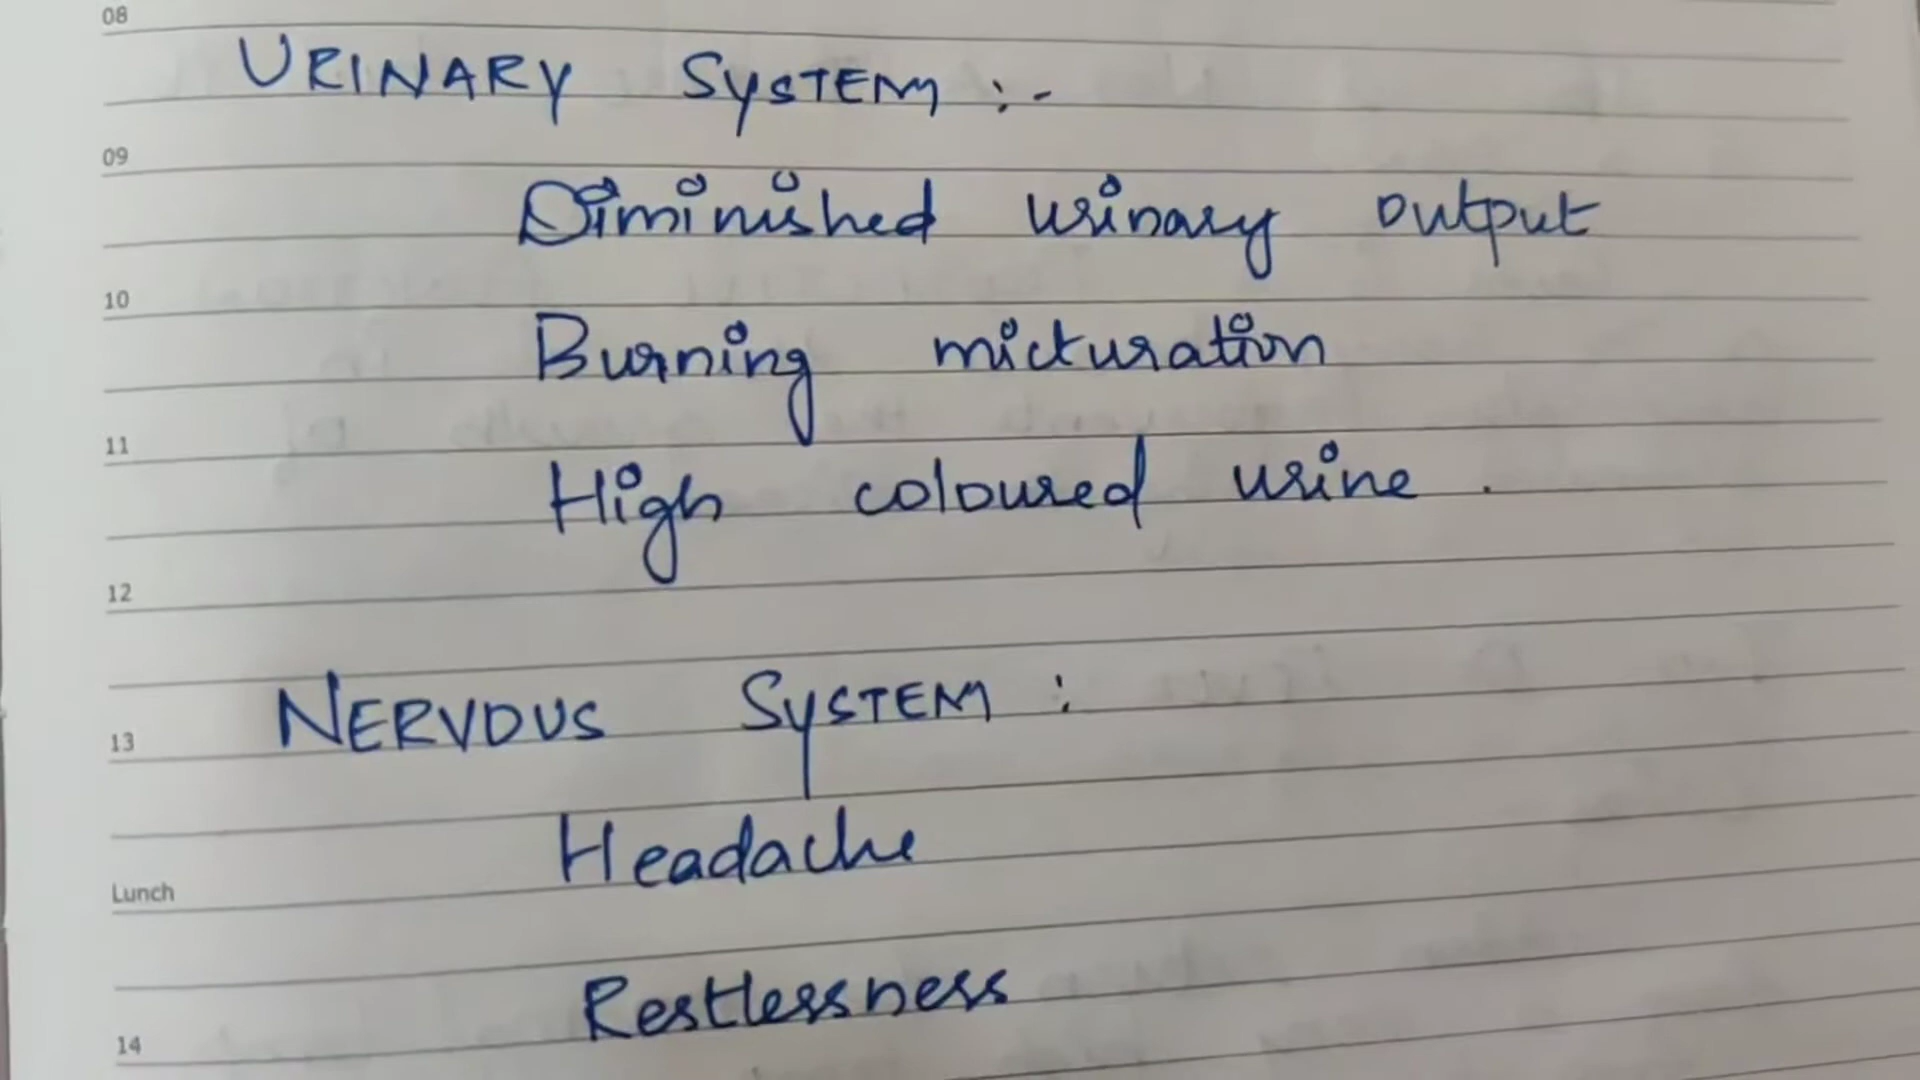 08
URINARY SYSTEM :-
09
Diminished urinary output
10
Burning micturation
11
High coloured urine .
12
NERVOUS SYSTEM :
13
Headache
Lunch
Restlessness
14